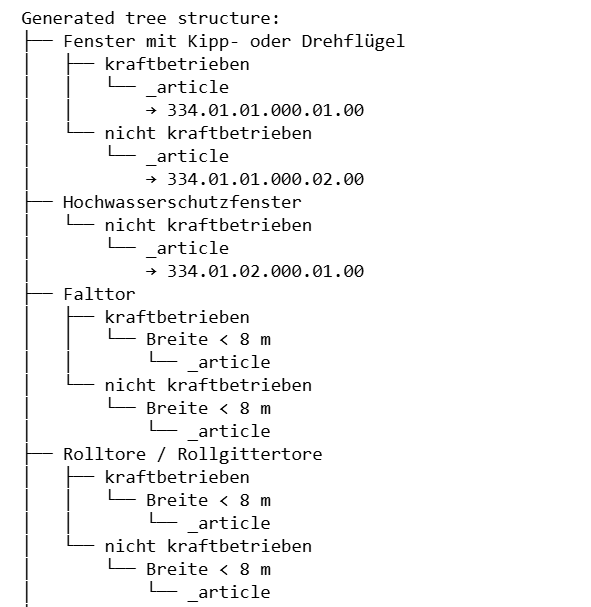 Generated tree structure:
├── Fenster mit Kipp- oder Drehflügel
│   ├── kraftbetrieben
│   │   └── _article
│   │       → 334.01.01.000.01.00
│   └── nicht kraftbetrieben
│       └── _article
│           → 334.01.01.000.02.00
├── Hochwasserschutzfenster
│   └── nicht kraftbetrieben
│       └── _article
│           → 334.01.02.000.01.00
├── Falttor
│   ├── kraftbetrieben
│   │   └── Breite < 8 m
│   │       └── _article
│   └── nicht kraftbetrieben
│       └── Breite < 8 m
│           └── _article
├── Rolltore / Rollgittertore
│   ├── kraftbetrieben
│   │   └── Breite < 8 m
│   │       └── _article
│   └── nicht kraftbetrieben
│       └── Breite < 8 m
│           └── _article